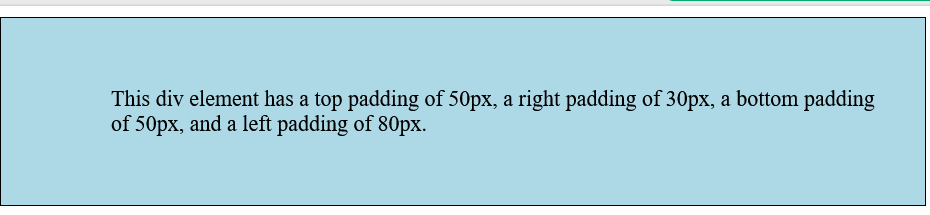 This div element has a top padding of 50px, a right padding of 30px, a bottom padding
of 50px, and a left padding of 80px.